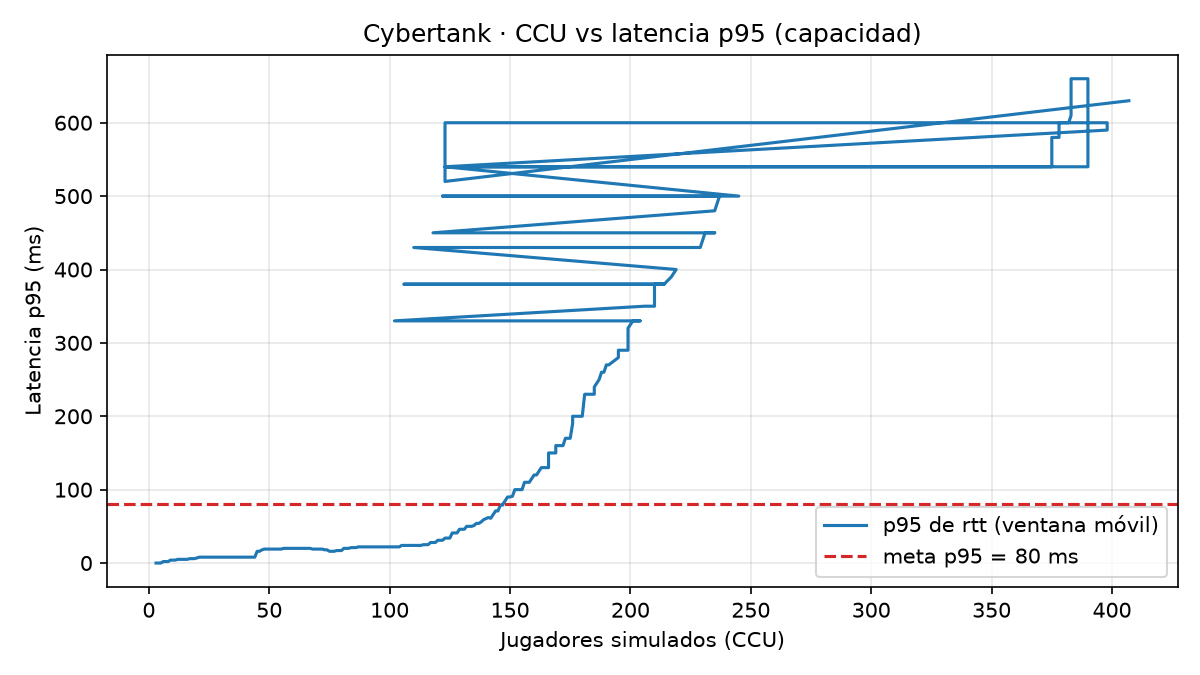 Cybertank · CCU vs latencia p95 (capacidad)
Latencia p95 (ms)
600
500
400
300
200
100
0
p95 de rtt (ventana móvil)
meta p95 = 80 ms
0 50 100 150 200 250 300 350 400
Jugadores simulados (CCU)